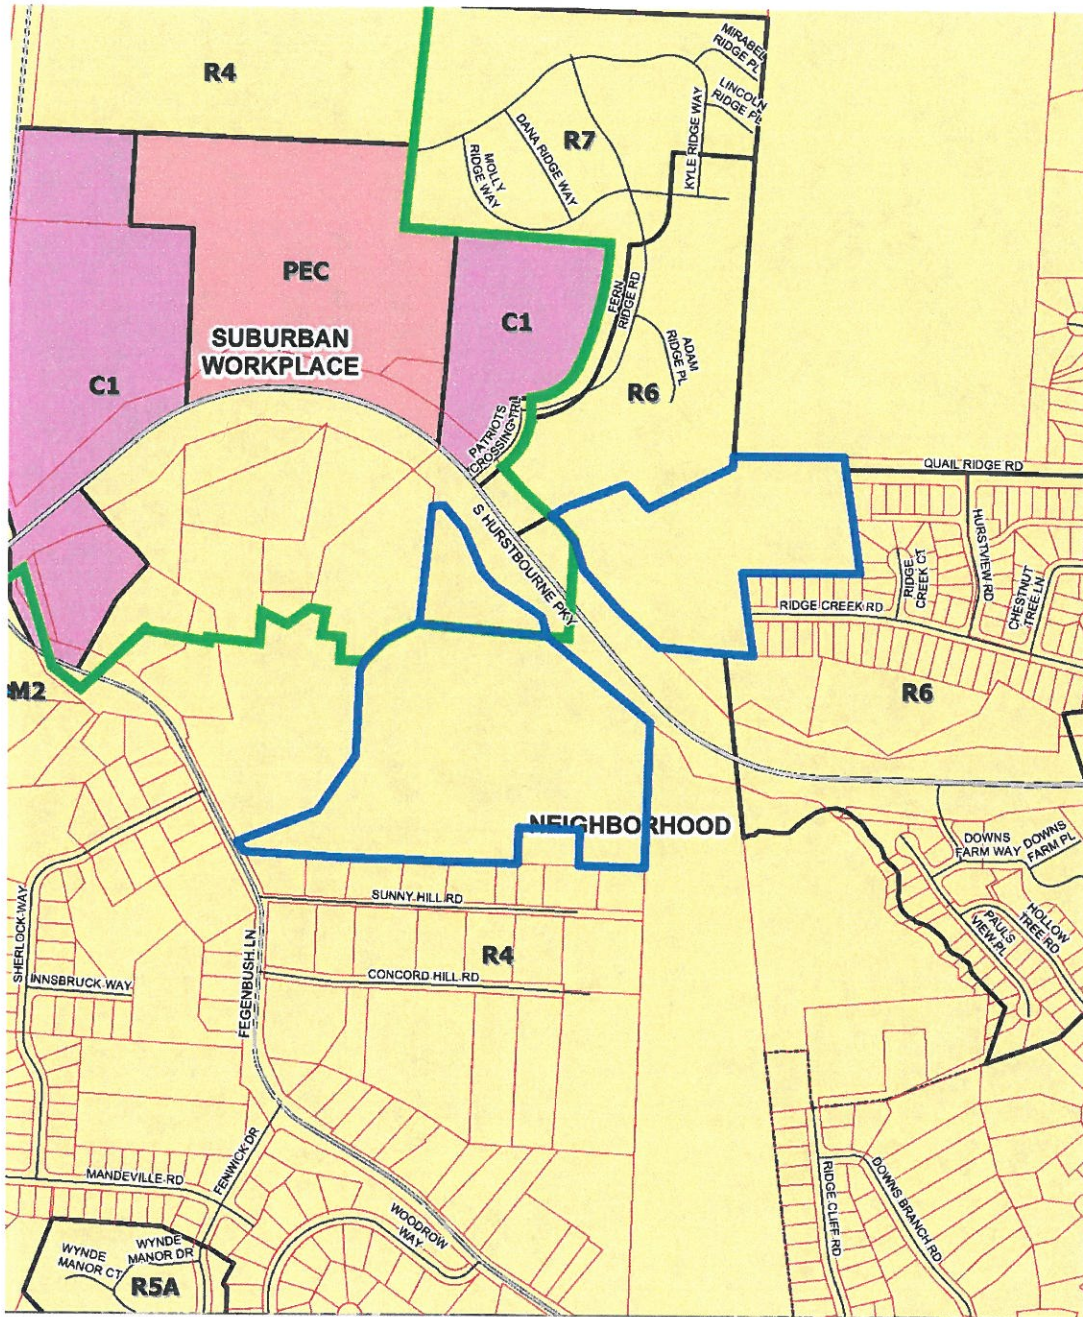 MIRABEL
RIDGE PL
R4
LINCOLN
RIDGE PL
KYLE RIDGE WAY
R7
DANA RIDGE WAY
MOLLY
RIDGE WAY
PEC
FERN
RIDGE RD
C1
SUBURBAN
WORKPLACE
ADAM
RIDGE PL
C1
R6
PATRIOTS
CROSSING TRL
QUAIL RIDGE RD
S HURSTBOURNE PKY
HURSTVIEW RD
RIDGE
CREEK CT
CHESTNUT
TREE LN
RIDGE CREEK RD
M2
R6
NEIGHBORHOOD
DOWNS
FARM WAY
DOWNS
FARM PL
SHERLOCK WAY
SUNNY HILL RD
HOLLOW
TREE RD
PAULS
VIEW PL
R4
CONCORD HILL RD
INNSBRUCK WAY
FEGENBUSH LN
FENWICK DR
MANDEVILLE RD
RIDGE CLIFF RD
DOWNS BRANCH RD
WOODROW
WAY
WYNDE
MANOR DR
WYNDE
MANOR CT
R5A